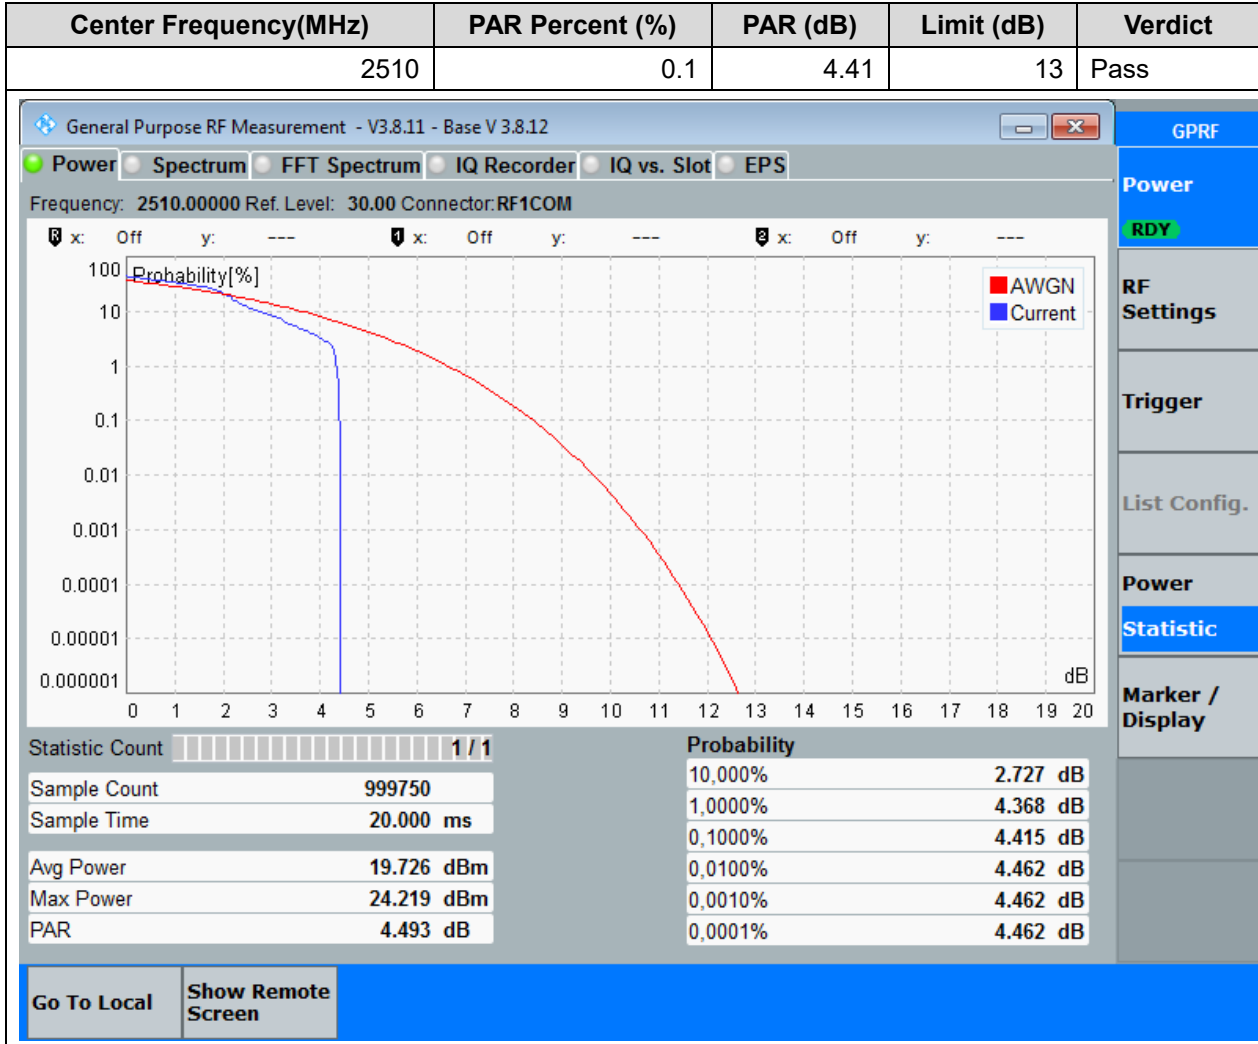 Center Frequency(MHz) PAR Percent (%) PAR (dB) Limit (dB) Verdict
2510 0.1 4.41 13 Pass
General Purpose RF Measurement - V3.8.11 - Base V 3.8.12
GPRF
Power Spectrum FFT Spectrum IQ Recorder IQ vs. Slot EPS
Frequency: 2510.00000 Ref. Level: 30.00 Connector: RF1COM
R x: Off y: --- 1 x: Off y: --- 2 x: Off y: ---
Probability[%]
AWGN
Current
100
10
1
0.1
0.01
0.001
0.0001
0.00001
0.000001
dB
0 1 2 3 4 5 6 7 8 9 10 11 12 13 14 15 16 17 18 19 20
Statistic Count 1 / 1
Sample Count 999750
Sample Time 20.000 ms
Avg Power 19.726 dBm
Max Power 24.219 dBm
PAR 4.493 dB
Probability
10,000% 2.727 dB
1,0000% 4.368 dB
0,1000% 4.415 dB
0,0100% 4.462 dB
0,0010% 4.462 dB
0,0001% 4.462 dB
Power
RDY
RF
Settings
Trigger
List Config.
Power
Statistic
Marker /
Display
Go To Local
Show Remote
Screen